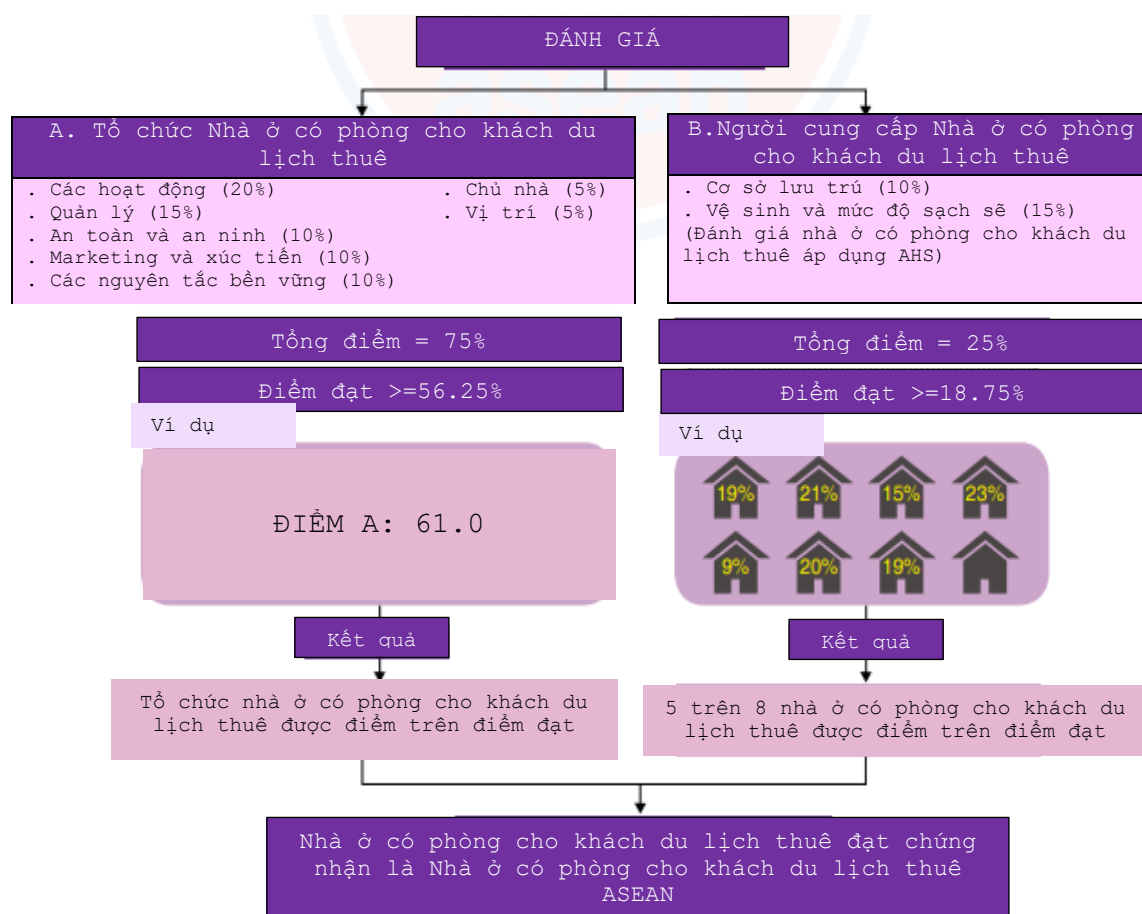 ĐÁNH GIÁ
A. Tổ chức Nhà ở có phòng cho khách du
lịch thuê
. Các hoạt động (20%)
. Quản lý (15%)
. An toàn và an ninh (10%)
. Marketing và xúc tiến (10%)
. Các nguyên tắc bền vững (10%)
. Chủ nhà (5%)
. Vị trí (5%)
Tổng điểm = 75%
Điểm đạt >=56.25%
Ví dụ
ĐIỂM A: 61.0
Kết quả
Tổ chức nhà ở có phòng cho khách du
lịch thuê được điểm trên điểm đạt
B.Người cung cấp Nhà ở có phòng
cho khách du lịch thuê
. Cơ sở lưu trú (10%)
. Vệ sinh và mức độ sạch sẽ (15%)
(Đánh giá nhà ở có phòng cho khách du
lịch thuê áp dụng AHS)
Tổng điểm = 25%
Điểm đạt >=18.75%
Ví dụ
19% 21% 15% 23%
9% 20% 19%
Kết quả
5 trên 8 nhà ở có phòng cho khách du
lịch thuê được điểm trên điểm đạt
Nhà ở có phòng cho khách du lịch thuê đạt chứng
nhận là Nhà ở có phòng cho khách du lịch thuê
ASEAN